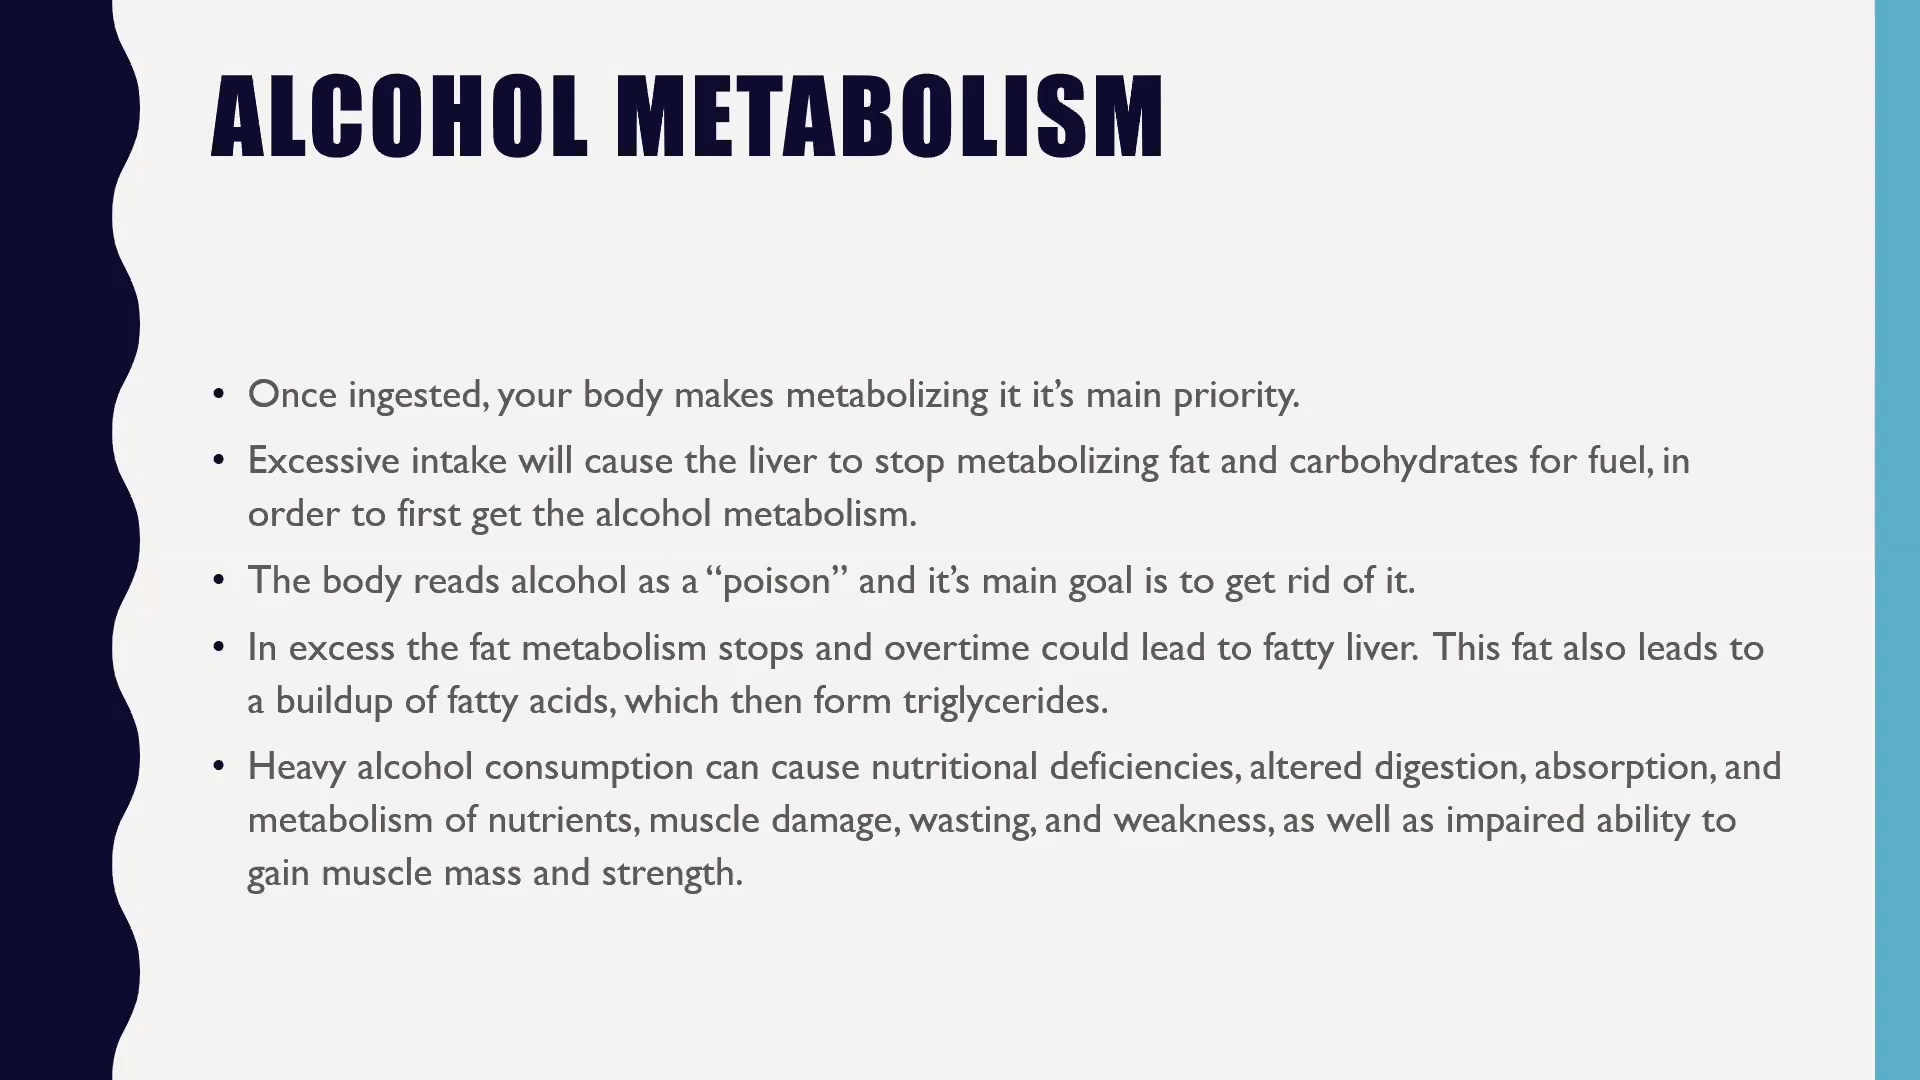 ALCOHOL METABOLISM
• Once ingested, your body makes metabolizing it it’s main priority.
• Excessive intake will cause the liver to stop metabolizing fat and carbohydrates for fuel, in
order to first get the alcohol metabolism.
• The body reads alcohol as a “poison” and it’s main goal is to get rid of it.
• In excess the fat metabolism stops and overtime could lead to fatty liver. This fat also leads to
a buildup of fatty acids, which then form triglycerides.
• Heavy alcohol consumption can cause nutritional deficiencies, altered digestion, absorption, and
metabolism of nutrients, muscle damage, wasting, and weakness, as well as impaired ability to
gain muscle mass and strength.